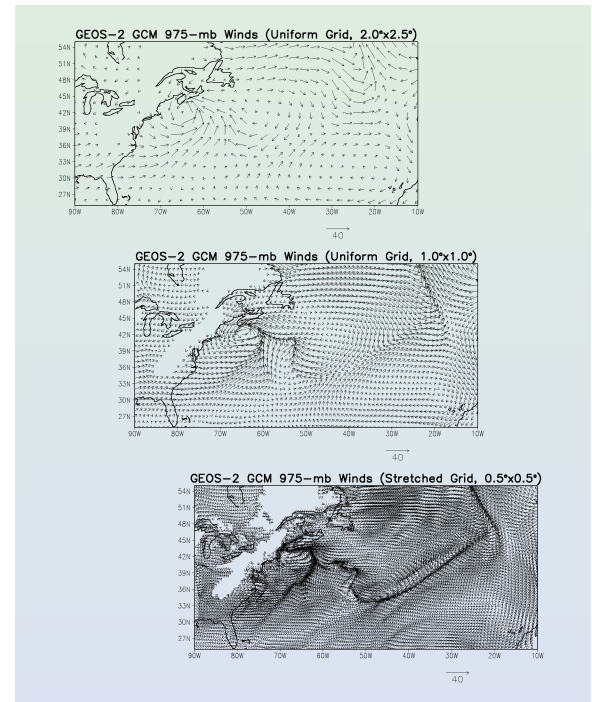 GEOS-2 GCM 975-mb Winds (Uniform Grid, 2.0°x2.5°)
54N
51N
48N
45N
42N
39N
36N
33N
30N
27N
90W 80W 70W 60W 50W 40W 30W 20W 10W
40
GEOS-2 GCM 975-mb Winds (Uniform Grid, 1.0°x1.0°)
54N
51N
48N
45N
42N
39N
36N
33N
30N
27N
90W 80W 70W 60W 50W 40W 30W 20W 10W
40
GEOS-2 GCM 975-mb Winds (Stretched Grid, 0.5°x0.5°)
54N
51N
48N
45N
42N
39N
36N
33N
30N
27N
90W 80W 70W 60W 50W 40W 30W 20W 10W
40